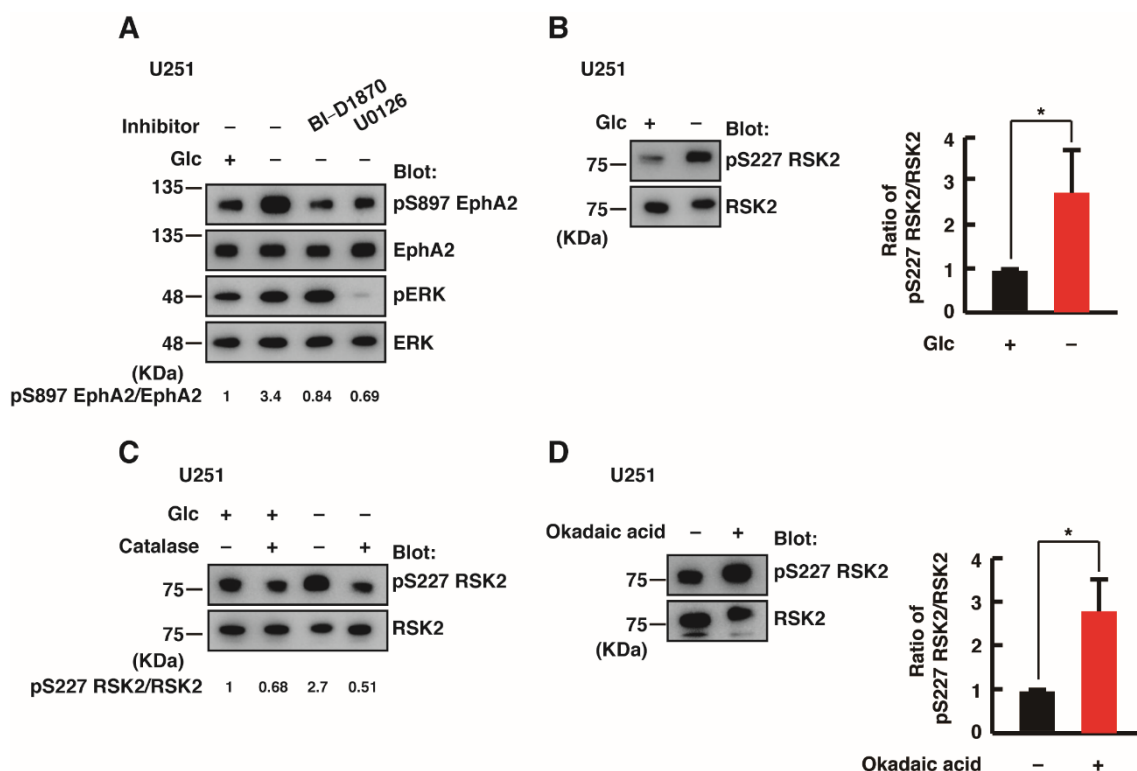 A
U251
BI–D1870
U0126
Inhibitor – –
Glc + – – –
Blot:
135
pS897 EphA2
135
EphA2
48
pERK
48
ERK
(KDa)
pS897 EphA2/EphA2 1 3.4 0.84 0.69
B
U251
Glc + –
Blot:
75
pS227 RSK2
75
RSK2
(KDa)
Ratio of
pS227 RSK2/RSK2
4
3
2
1
0
*
Glc + –
C
U251
Glc + + – –
Catalase – + – +
Blot:
75
pS227 RSK2
75
RSK2
(KDa)
pS227 RSK2/RSK2 1 0.68 2.7 0.51
D
U251
Okadaic acid – +
Blot:
75
pS227 RSK2
75
RSK2
(KDa)
Ratio of
pS227 RSK2/RSK2
4
3
2
1
0
*
Okadaic acid – +